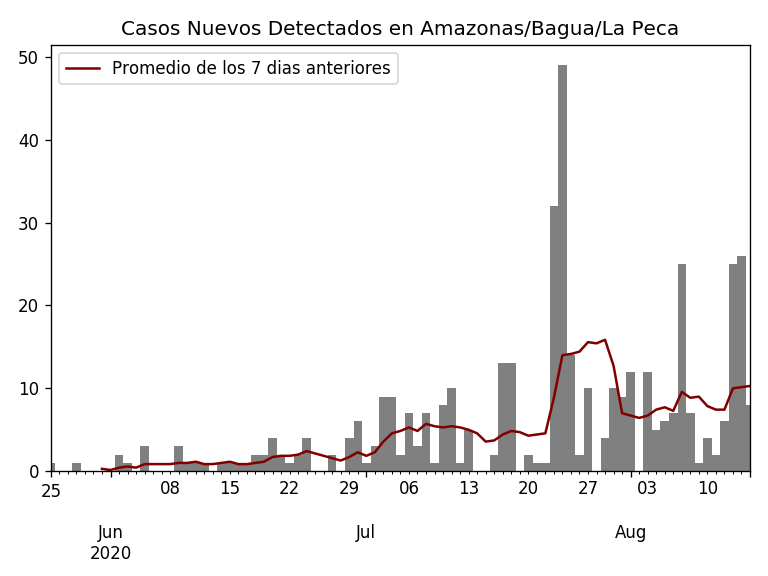 Casos Nuevos Detectados en Amazonas/Bagua/La Peca
Promedio de los 7 dias anteriores
50
40
30
20
10
0
25 08 15 22 29 06 13 20 27 03 10
Jun Jul Aug
2020